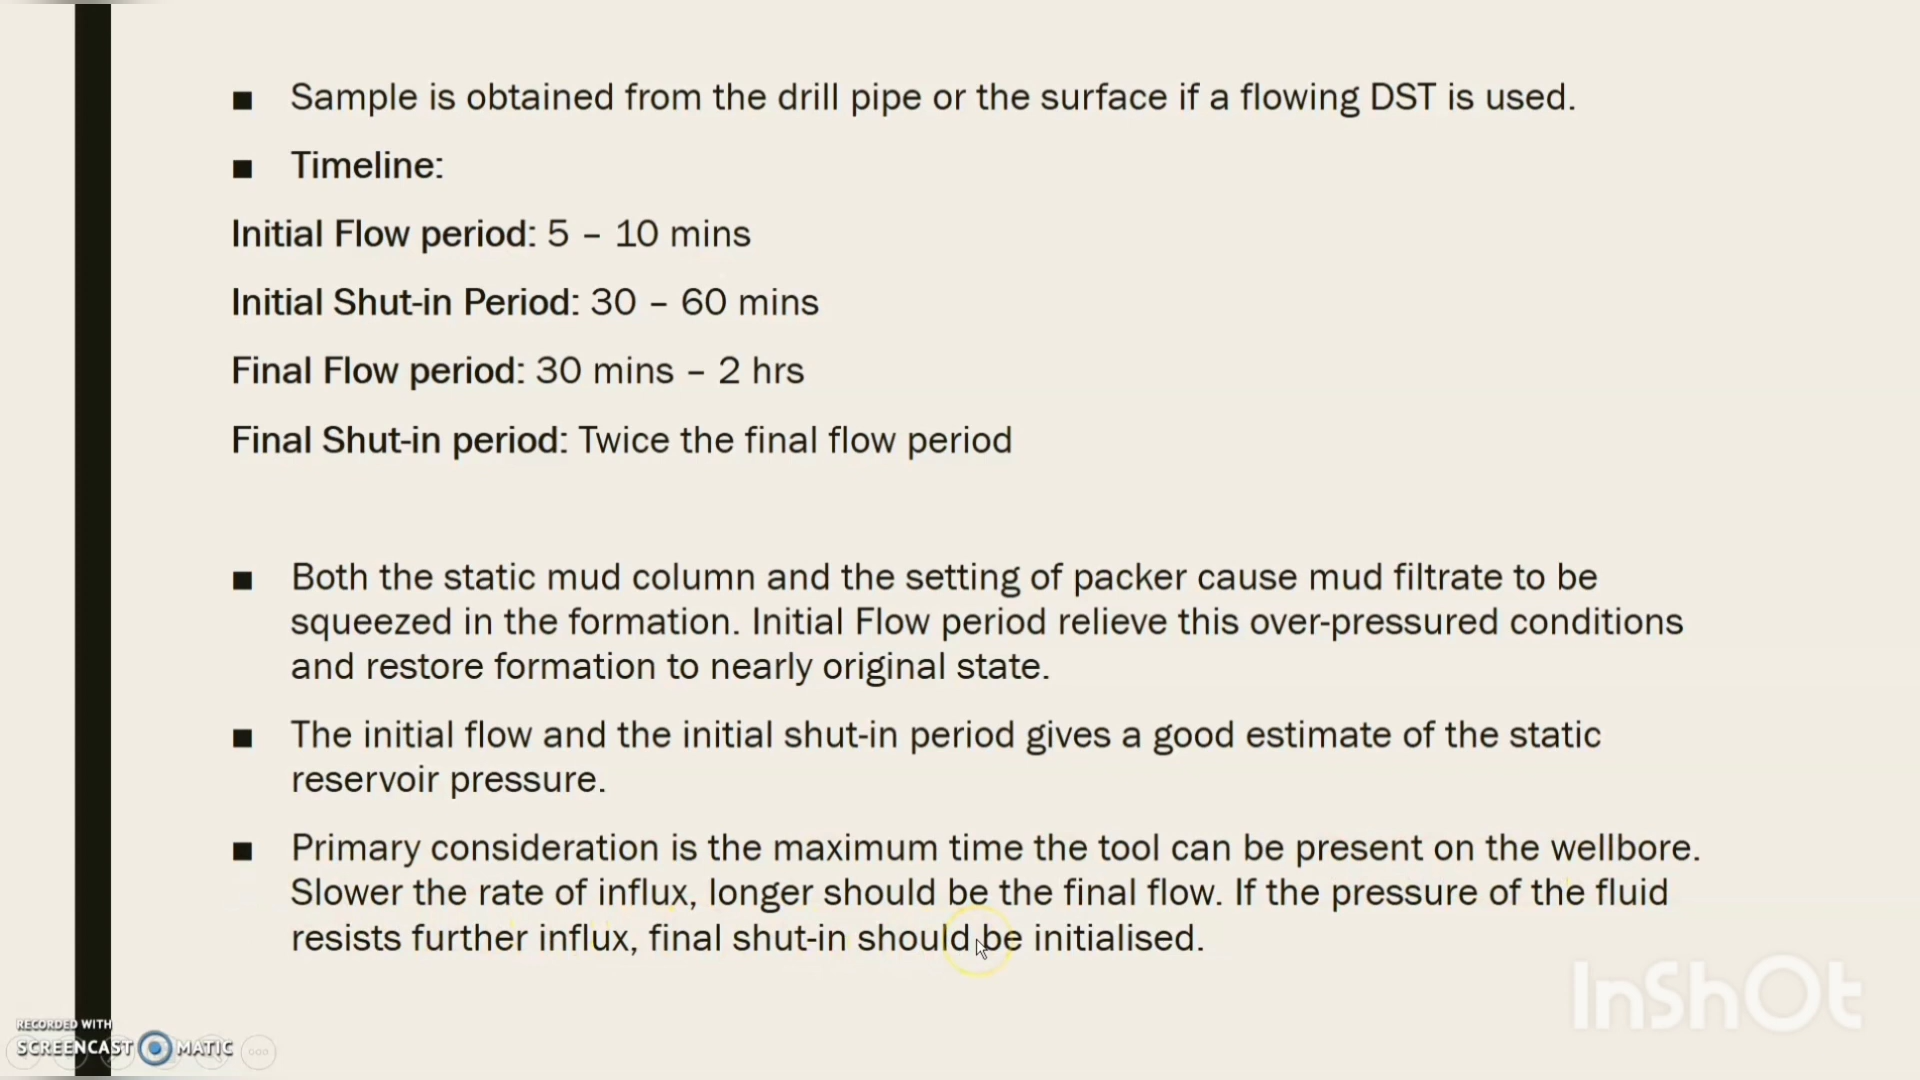 ■ Sample is obtained from the drill pipe or the surface if a flowing DST is used.
■ Timeline:
Initial Flow period: 5 – 10 mins
Initial Shut-in Period: 30 – 60 mins
Final Flow period: 30 mins – 2 hrs
Final Shut-in period: Twice the final flow period
■ Both the static mud column and the setting of packer cause mud filtrate to be
squeezed in the formation. Initial Flow period relieve this over-pressured conditions
and restore formation to nearly original state.
■ The initial flow and the initial shut-in period gives a good estimate of the static
reservoir pressure.
■ Primary consideration is the maximum time the tool can be present on the wellbore.
Slower the rate of influx, longer should be the final flow. If the pressure of the fluid
resists further influx, final shut-in should be initialised.
InShOt
RECORDED WITH
SCREENCAST MATIC